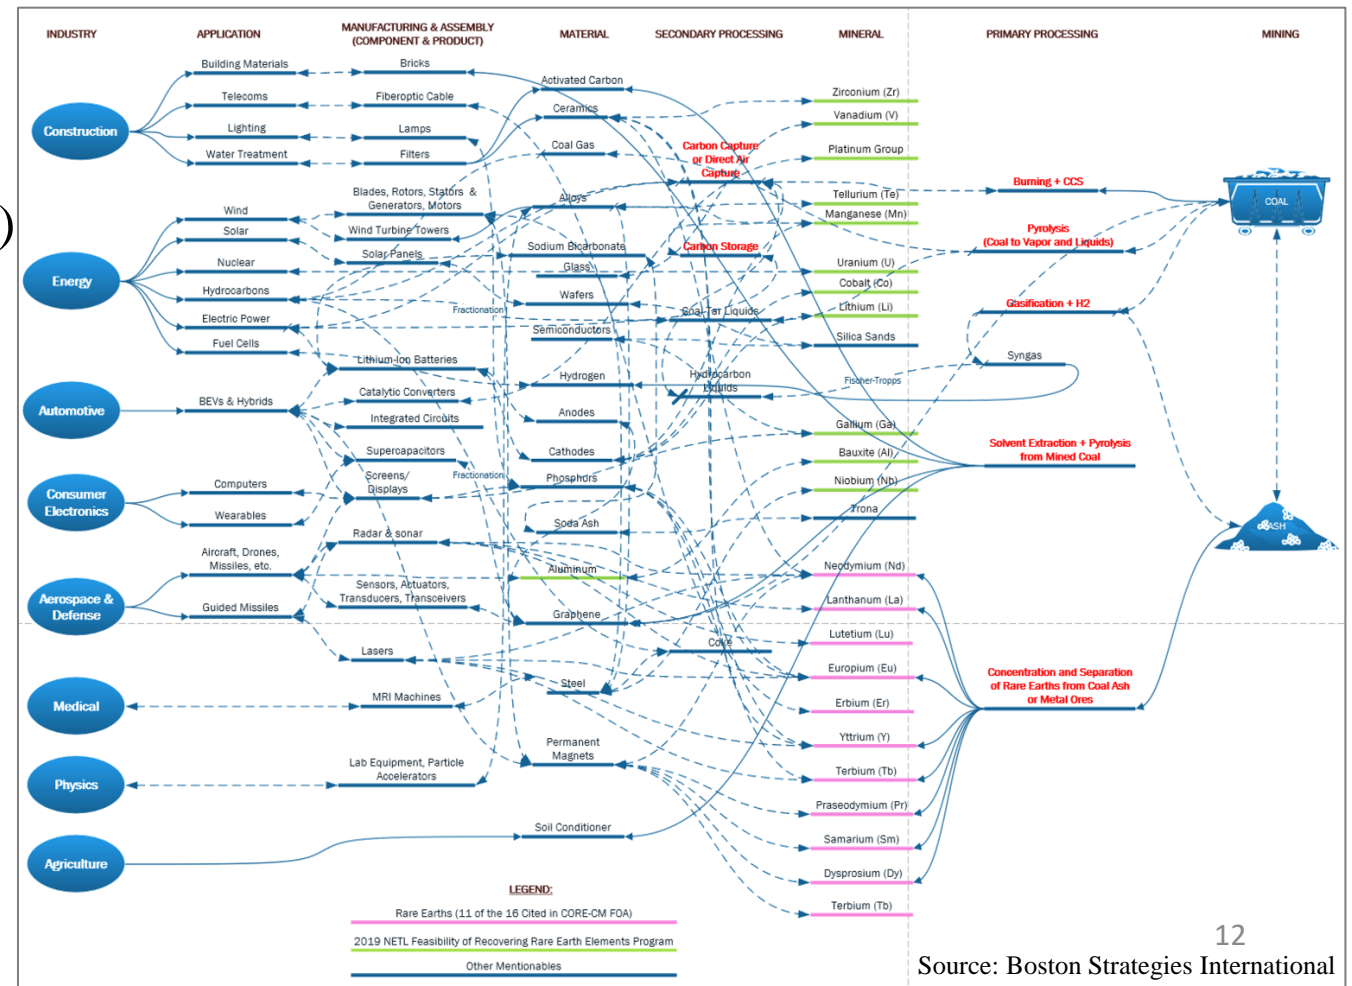 )
INDUSTRY
APPLICATION
MANUFACTURING & ASSEMBLY
(COMPONENT & PRODUCT)
MATERIAL
SECONDARY PROCESSING
MINERAL
PRIMARY PROCESSING
MINING
Construction
Energy
Automotive
Consumer
Electronics
Aerospace &
Defense
Medical
Physics
Agriculture
Building Materials
Telecoms
Lighting
Water Treatment
Wind
Solar
Nuclear
Hydrocarbons
Electric Power
Fuel Cells
BEVs & Hybrids
Computers
Wearables
Aircraft, Drones,
Missiles, etc.
Guided Missiles
Bricks
Fiberoptic Cable
Lamps
Filters
Blades, Rotors, Stators &
Generators, Motors
Wind Turbine Towers
Solar Panels
Lithium-Ion Batteries
Catalytic Converters
Integrated Circuits
Supercapacitors
Screens/
Displays
Radar & sonar
Sensors, Actuators,
Transducers, Transceivers
Lasers
MRI Machines
Lab Equipment, Particle
Accelerators
Fractionation
Fractionation
Activated Carbon
Ceramics
Coal Gas
Alloys
Sodium Bicarbonate
Glass
Wafers
Semiconductors
Hydrogen
Anodes
Cathodes
Phosphors
Soda Ash
Aluminum
Graphene
Steel
Permanent
Magnets
Soil Conditioner
Carbon Capture
or Direct Air
Capture
Carbon Storage
Coal Tar Liquids
Hydrocarbon
Liquids
Coke
Fischer-Tropps
Zirconium (Zr)
Vanadium (V)
Platinum Group
Tellurium (Te)
Manganese (Mn)
Uranium (U)
Cobalt (Co)
Lithium (Li)
Silica Sands
Gallium (Ga)
Bauxite (Al)
Niobium (Nb)
Trona
Neodymium (Nd)
Lanthanum (La)
Lutetium (Lu)
Europium (Eu)
Erbium (Er)
Yttrium (Y)
Terbium (Tb)
Praseodymium (Pr)
Samarium (Sm)
Dysprosium (Dy)
Terbium (Tb)
Burning + CCS
Pyrolysis
(Coal to Vapor and Liquids)
Gasification + H2
Syngas
Solvent Extraction + Pyrolysis
from Mined Coal
Concentration and Separation
of Rare Earths from Coal Ash
or Metal Ores
COAL
ASH
LEGEND:
Rare Earths (11 of the 16 Cited in CORE-CM FOA)
2019 NETL Feasibility of Recovering Rare Earth Elements Program
Other Mentionables
12
Source: Boston Strategies International